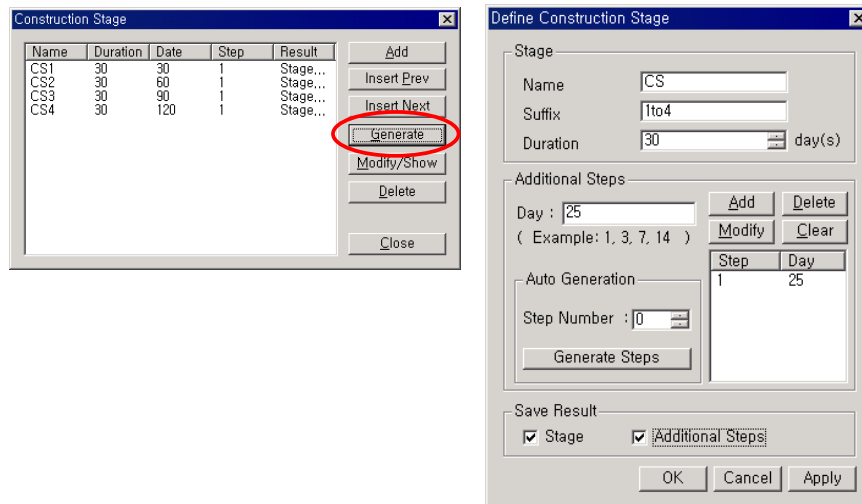 Construction Stage
Name Duration Date Step Result
CS1 30 30 1 Stage...
CS2 30 60 1 Stage...
CS3 30 90 1 Stage...
CS4 30 120 1 Stage...
Add
Insert Prev
Insert Next
Generate
Modify/Show
Delete
Close
Define Construction Stage
Stage
Name CS
Suffix 1to4
Duration 30 day(s)
Additional Steps
Day : 25
( Example: 1, 3, 7, 14 )
Add Delete
Modify Clear
Step Day
1 25
Auto Generation
Step Number : 0
Generate Steps
Save Result
Stage Additional Steps
OK Cancel Apply